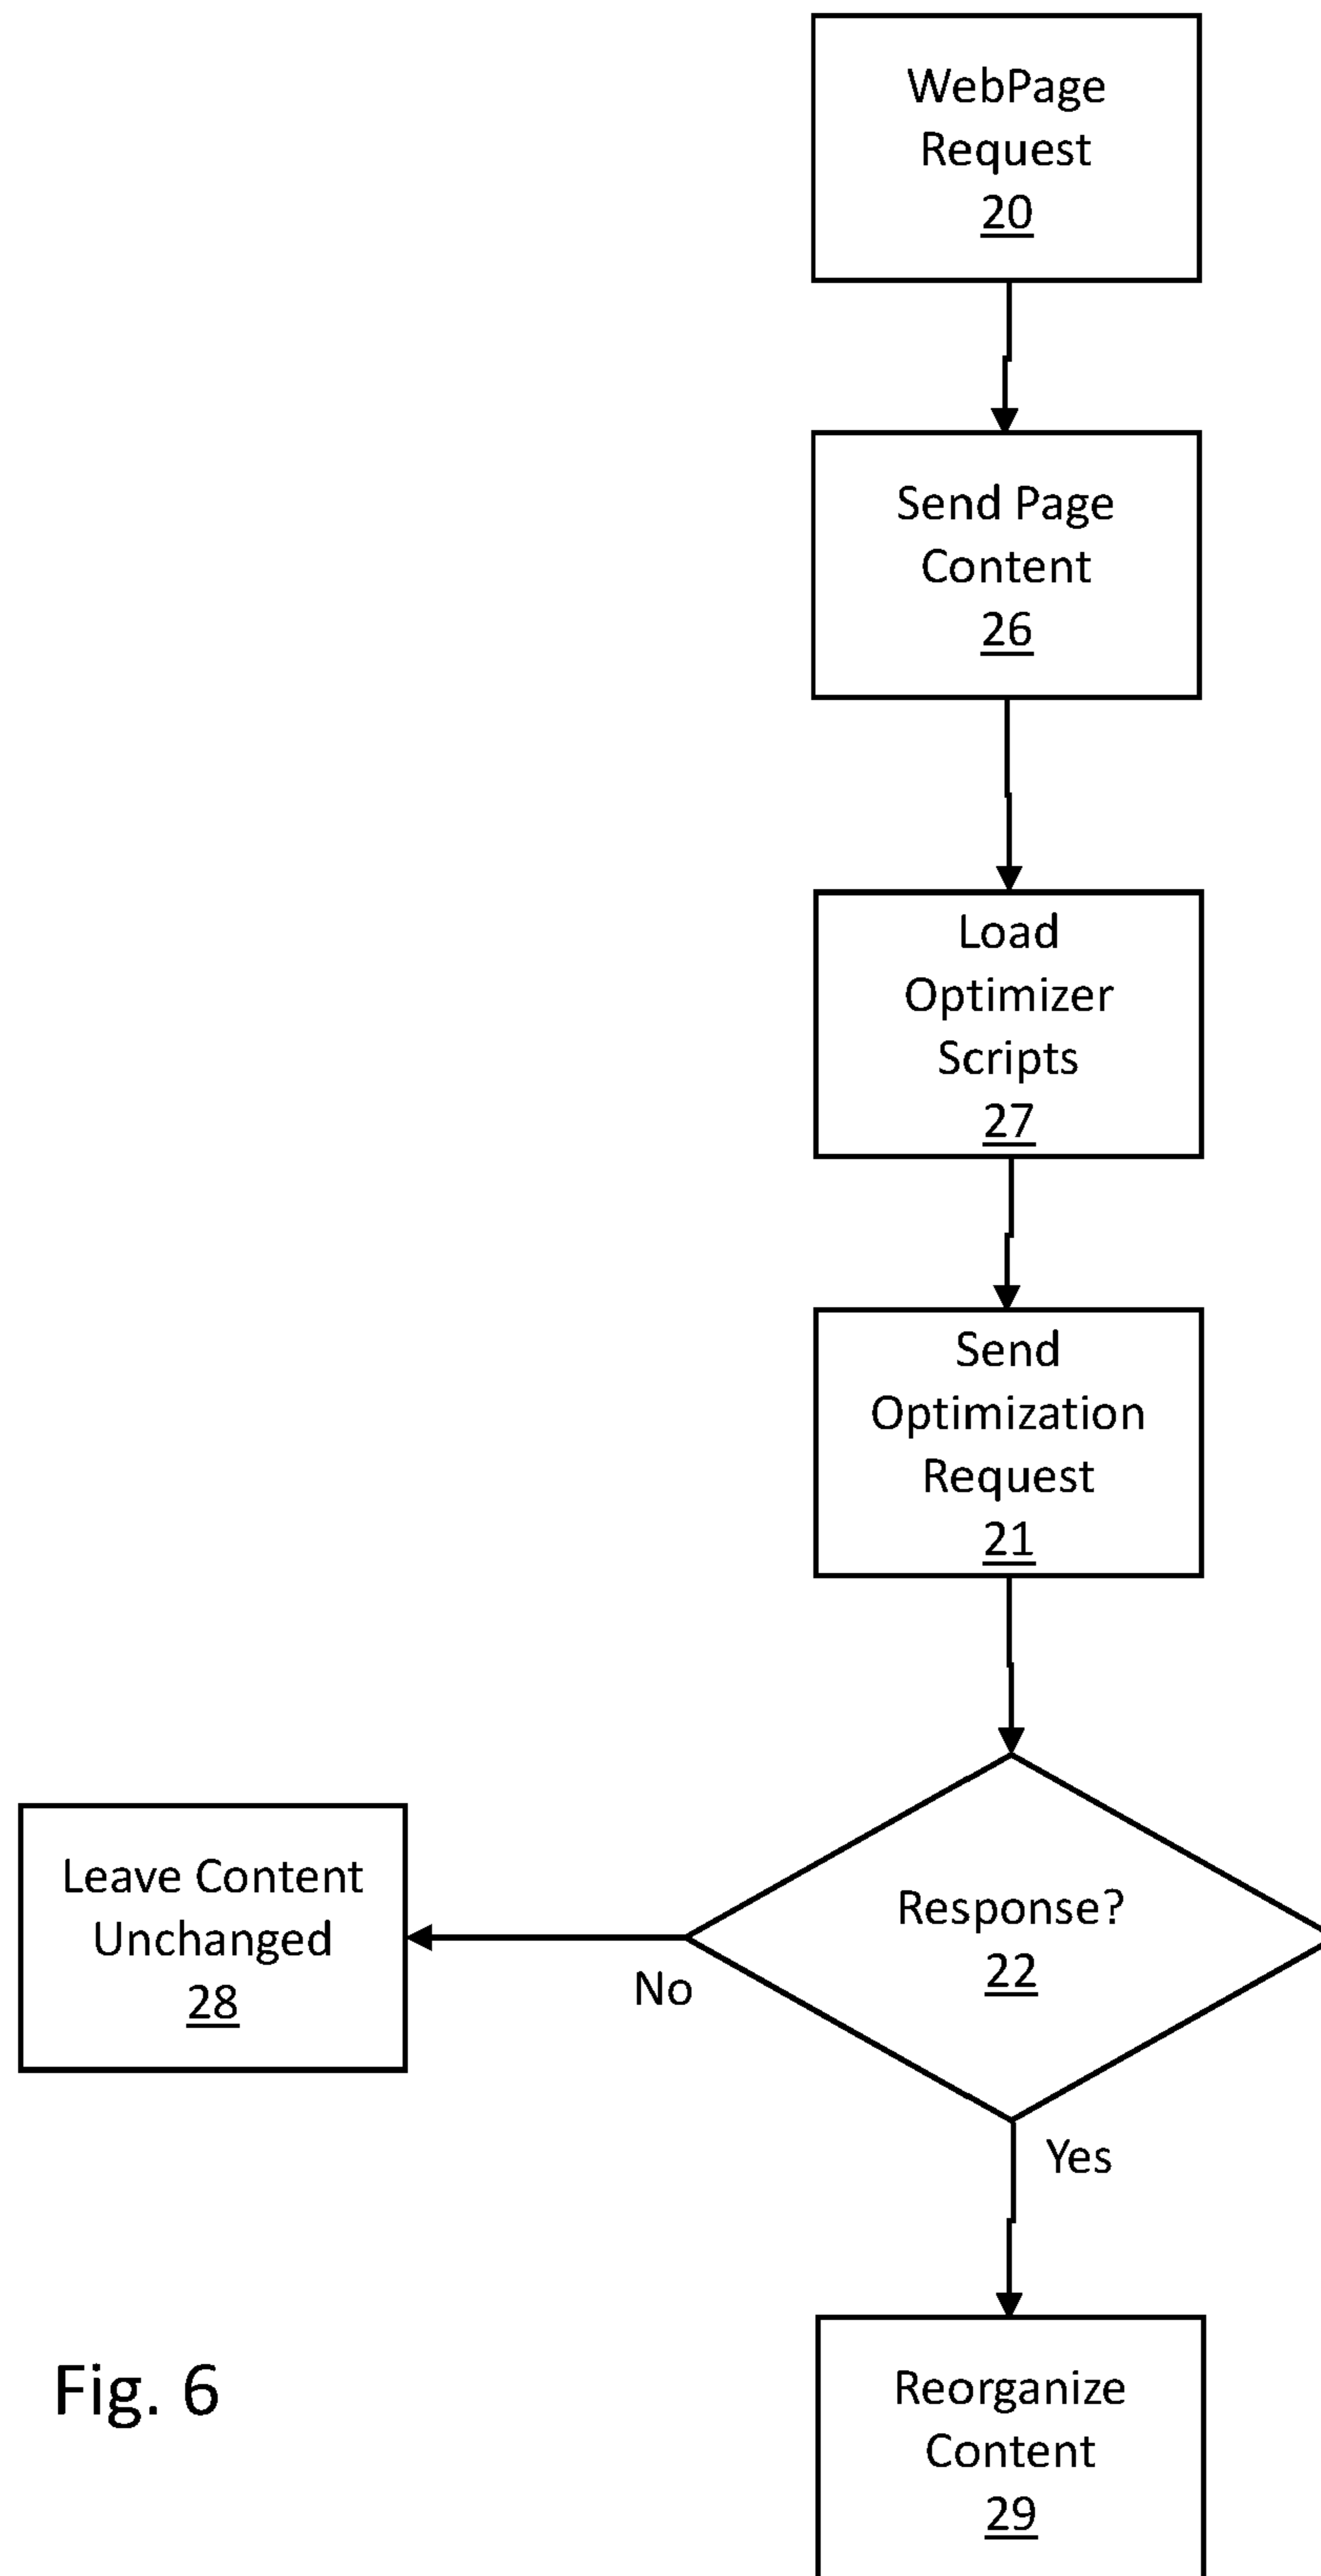 WebPage
Request
20
Send Page
Content
26
Load
Optimizer
Scripts
27
Send
Optimization
Request
21
Response?
22
No
Leave Content
Unchanged
28
Yes
Reorganize
Content
29
Fig. 6